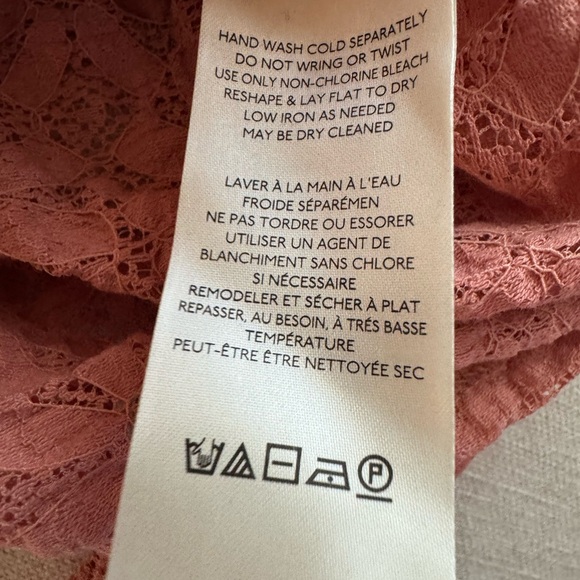 HAND WASH COLD SEPARATELY
DO NOT WRING OR TWIST
USE ONLY NON-CHLORINE BLEACH
RESHAPE & LAY FLAT TO DRY
LOW IRON AS NEEDED
MAY BE DRY CLEANED
LAVER À LA MAIN À L'EAU
FROIDE SÉPARÉMEN
NE PAS TORDRE OU ESSORER
UTILISER UN AGENT DE
BLANCHIMENT SANS CHLORE
SI NÉCESSAIRE
REMODELER ET SÉCHER À PLAT
REPASSER, AU BESOIN, À TRÉS BASSE
TEMPÉRATURE
PEUT-ÊTRE ÊTRE NETTOYÉE SEC
P